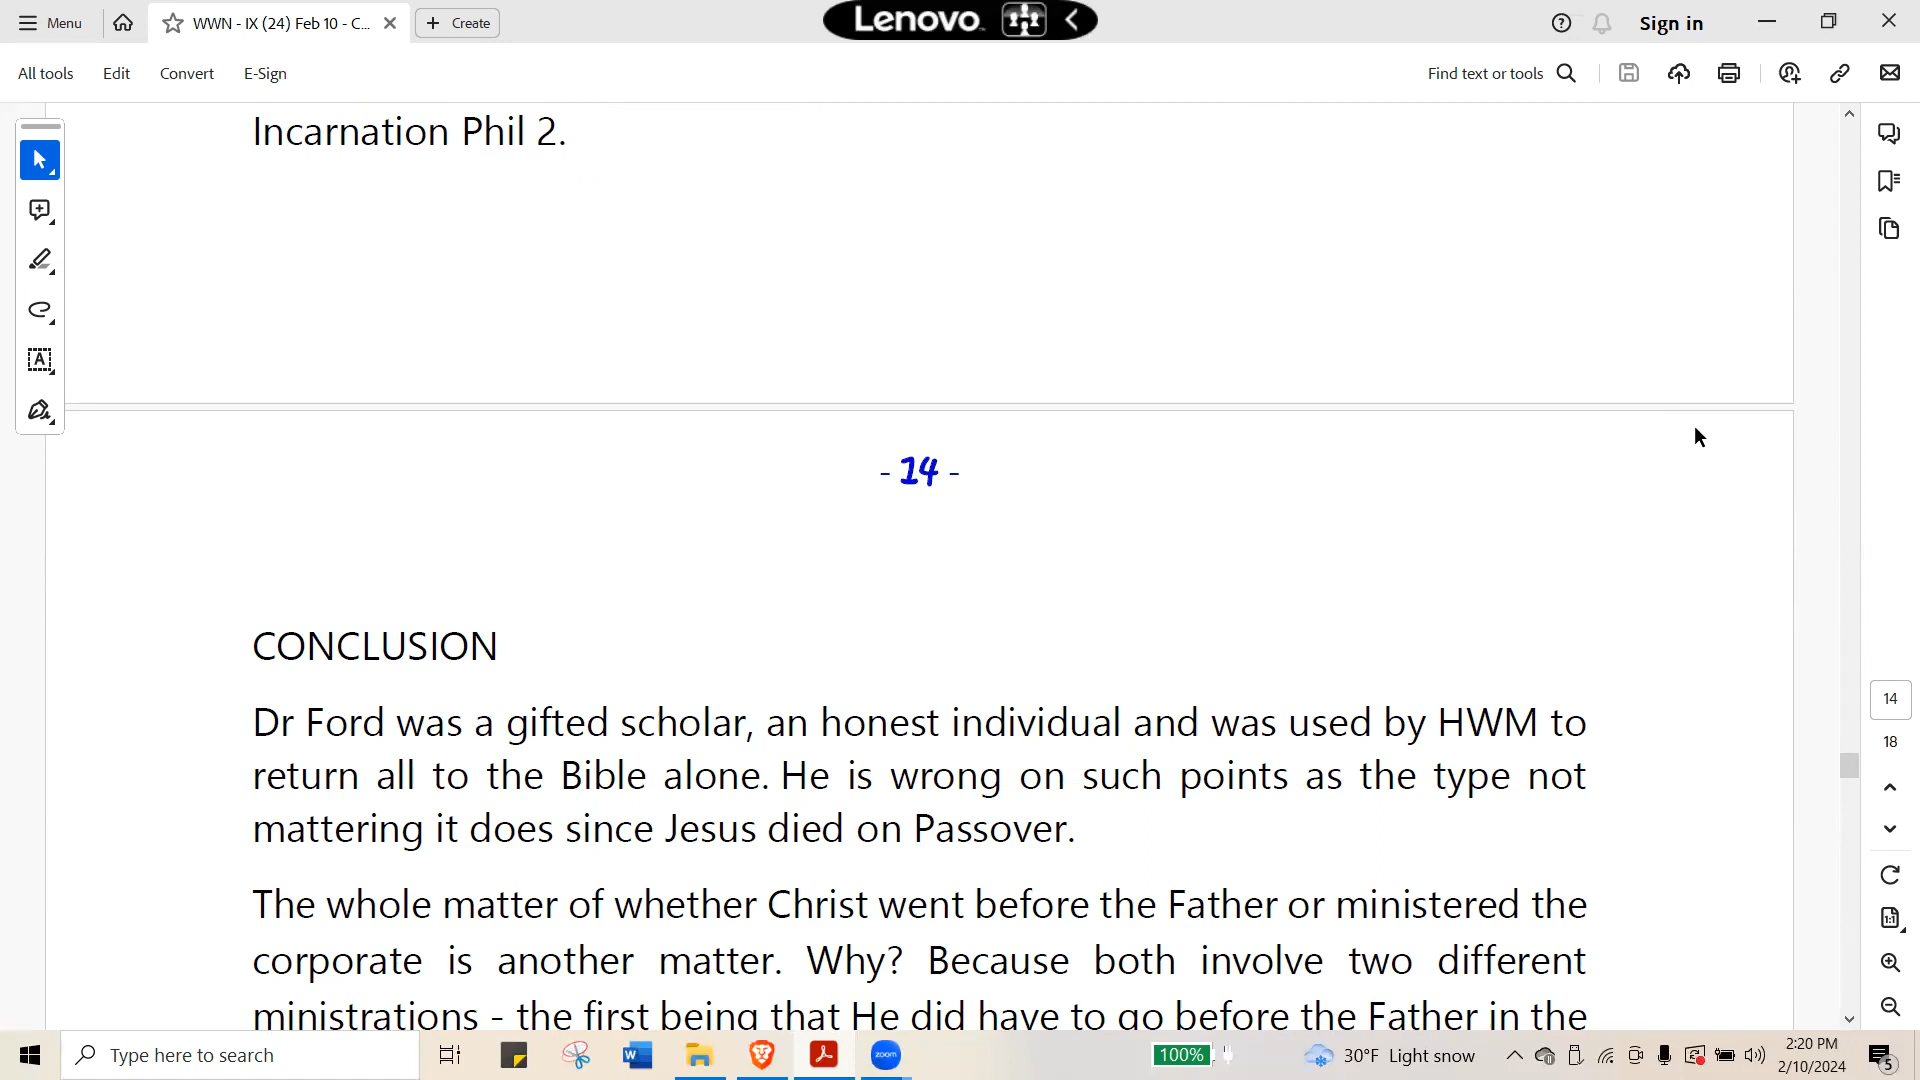 Menu
WWN - IX (24) Feb 10 - C...
Create
Lenovo
Sign in
All tools
Edit
Convert
E-Sign
Find text or tools
Incarnation Phil 2.
- 14 -
CONCLUSION
Dr Ford was a gifted scholar, an honest individual and was used by HWM to
return all to the Bible alone. He is wrong on such points as the type not
mattering it does since Jesus died on Passover.
The whole matter of whether Christ went before the Father or ministered the
corporate is another matter. Why? Because both involve two different
ministrations - the first being that He did have to go before the Father in the
14
18
1:1
Type here to search
W
zoom
100%
30°F Light snow
2:20 PM
2/10/2024
5